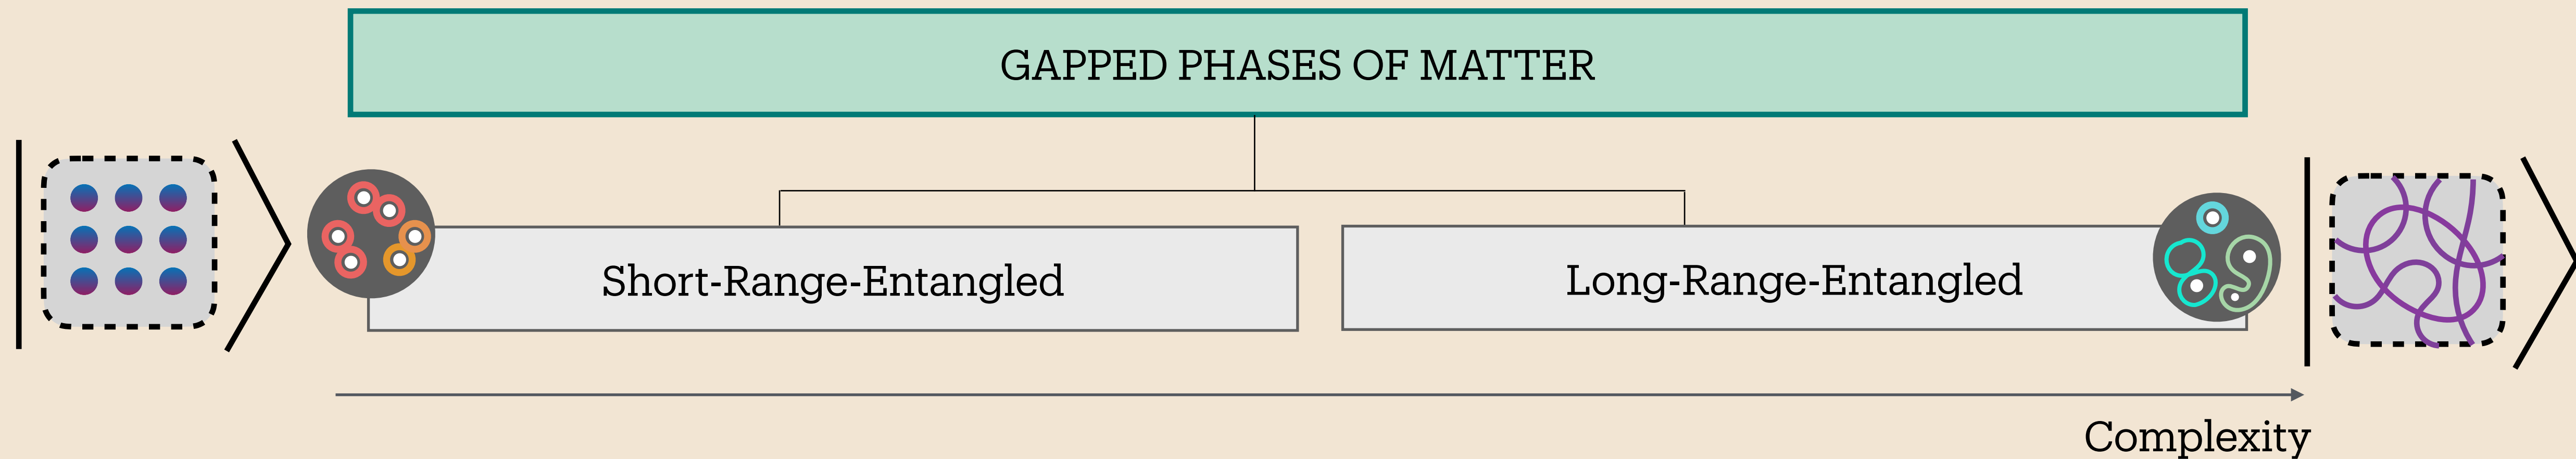 GAPPED PHASES OF MATTER
Short-Range-Entangled
Long-Range-Entangled
Complexity